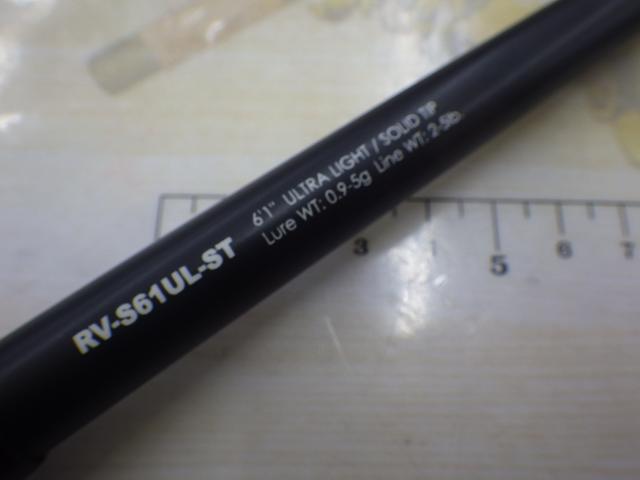 RV-S61UL-ST
6'1" ULTRA LIGHT / SOLID TIP
Lure WT: 0.9-5g Line WT: 2-5lb.
3
5
6
7